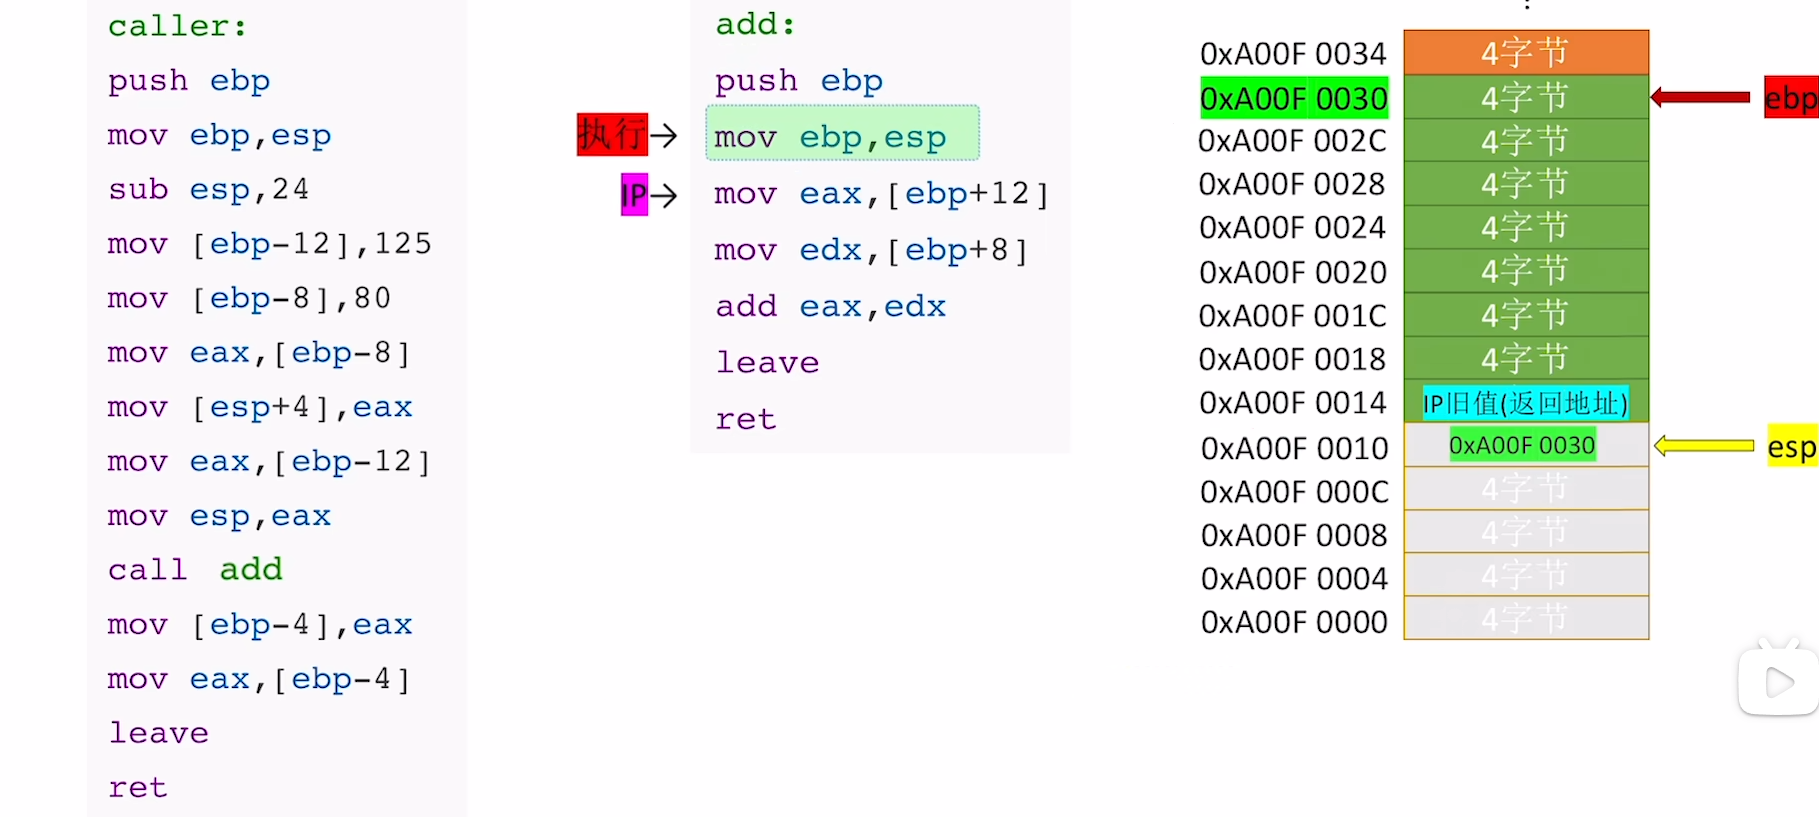 caller:
push ebp
mov ebp,esp
sub esp,24
mov [ebp-12],125
mov [ebp-8],80
mov eax,[ebp-8]
mov [esp+4],eax
mov eax,[ebp-12]
mov esp,eax
call add
mov [ebp-4],eax
mov eax,[ebp-4]
leave
ret
add:
push ebp
执行→ mov ebp,esp
IP→ mov eax,[ebp+12]
mov edx,[ebp+8]
add eax,edx
leave
ret
⋮
0xA00F 0034 4字节
0xA00F 0030 4字节 ebp
0xA00F 002C 4字节
0xA00F 0028 4字节
0xA00F 0024 4字节
0xA00F 0020 4字节
0xA00F 001C 4字节
0xA00F 0018 4字节
0xA00F 0014 IP旧值(返回地址)
0xA00F 0010 0xA00F 0030 esp
0xA00F 000C 4字节
0xA00F 0008 4字节
0xA00F 0004 4字节
0xA00F 0000 4字节